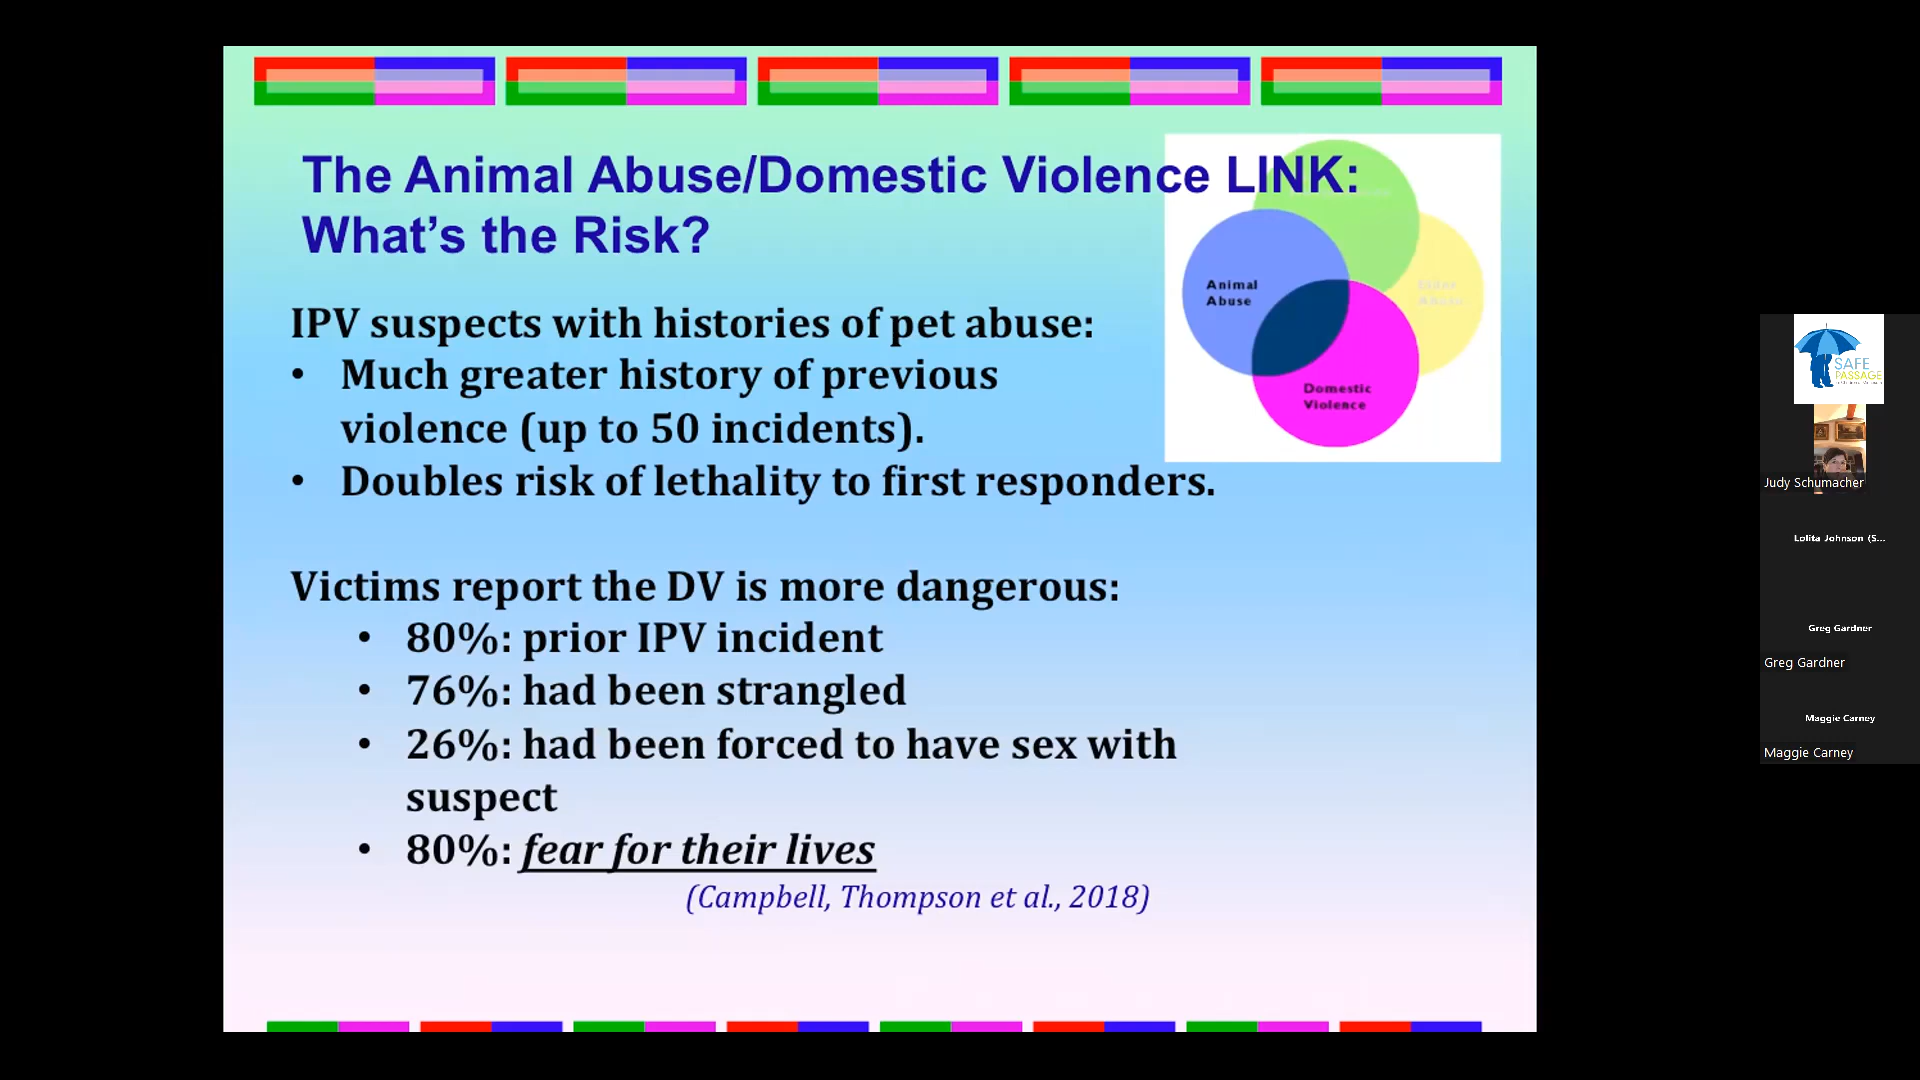 The Animal Abuse/Domestic Violence LINK:
What's the Risk?
Animal
Abuse
Elder
Abuse
Domestic
Violence
IPV suspects with histories of pet abuse:
• Much greater history of previous
violence (up to 50 incidents).
• Doubles risk of lethality to first responders.
Victims report the DV is more dangerous:
• 80%: prior IPV incident
• 76%: had been strangled
• 26%: had been forced to have sex with
suspect
• 80%: fear for their lives
(Campbell, Thompson et al., 2018)
SAFE
PASSAGE
Judy Schumacher
Lolita Johnson (S...
Greg Gardner
Greg Gardner
Maggie Carney
Maggie Carney